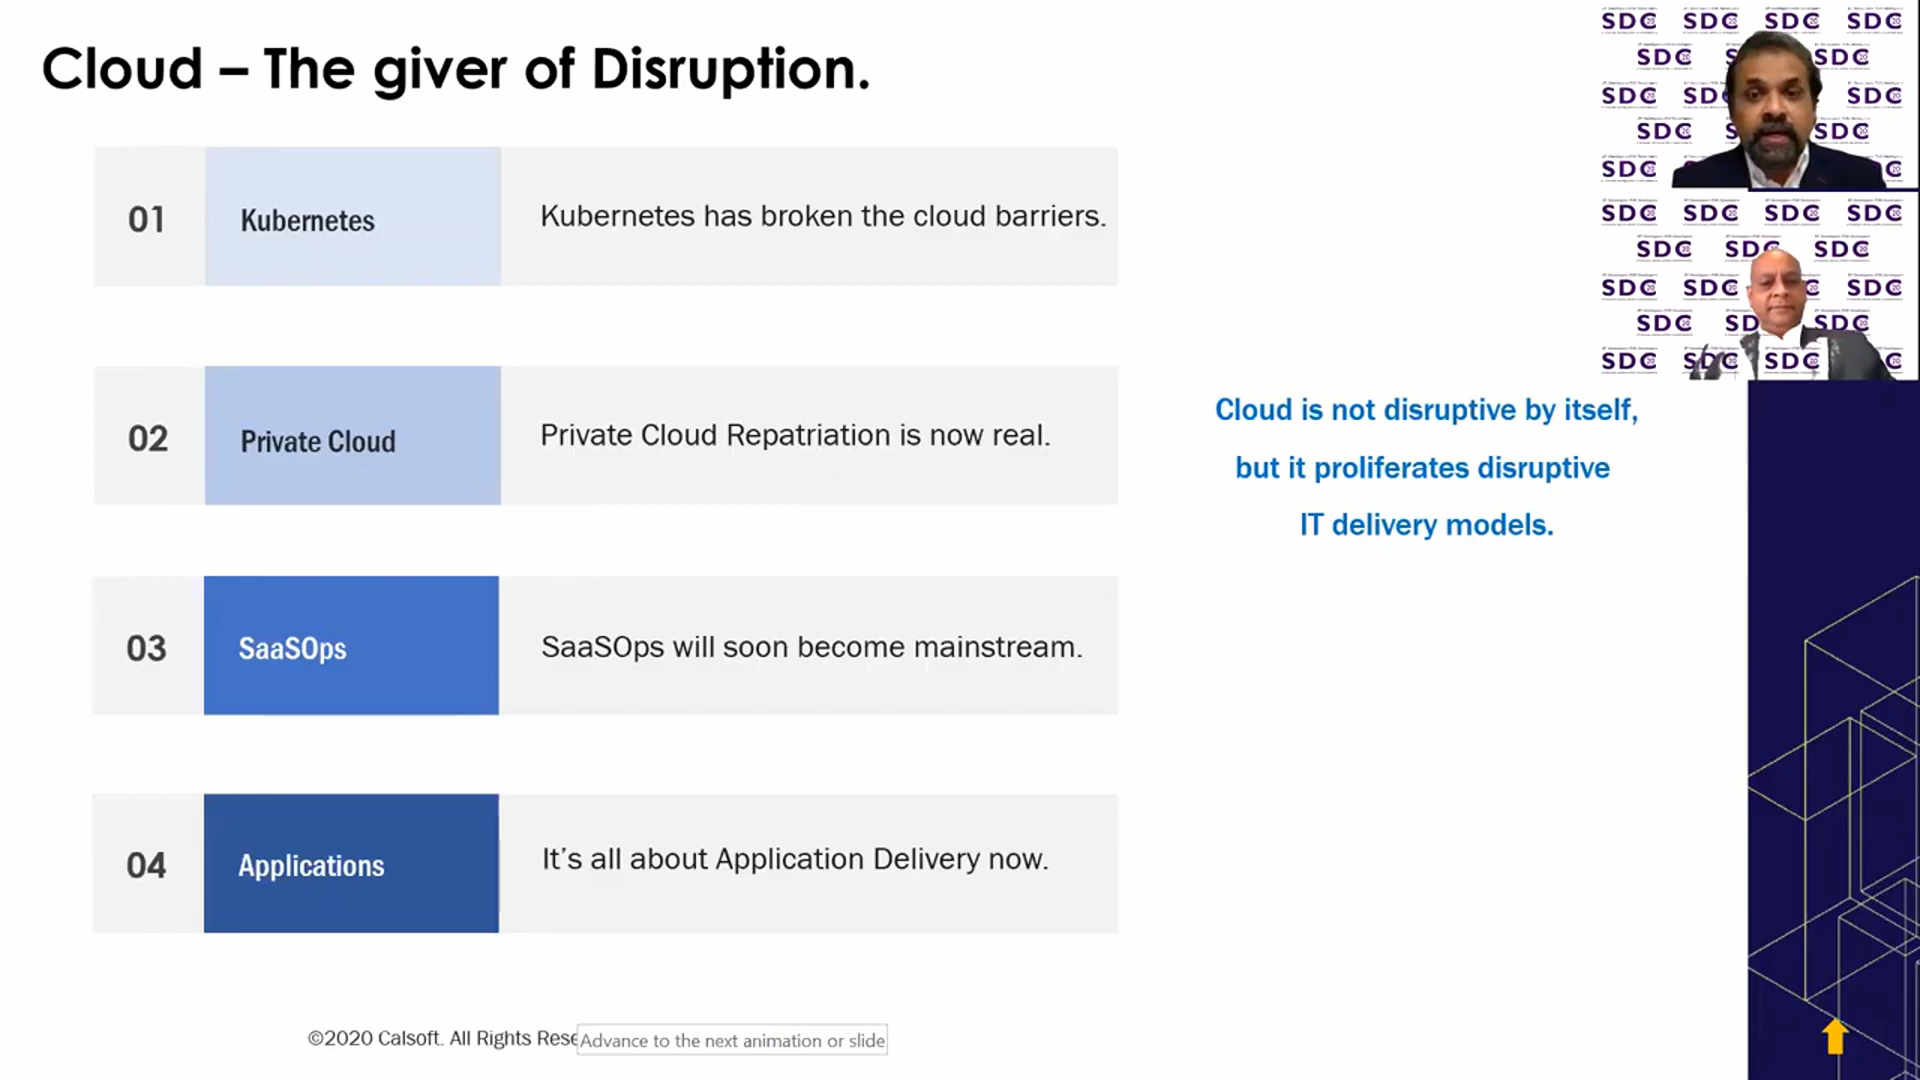 Cloud – The giver of Disruption.
01
Kubernetes
Kubernetes has broken the cloud barriers.
02
Private Cloud
Private Cloud Repatriation is now real.
03
SaaSOps
SaaSOps will soon become mainstream.
04
Applications
It's all about Application Delivery now.
Cloud is not disruptive by itself,
but it proliferates disruptive
IT delivery models.
SDC SDC SDC SDC
SDC SDC
SDC SDC SDC
SDC SDC
SDC SDC
SDC SDC SDC SDC
SDC SDC SDC
SDC SDC SDC
SDC SDC
SDC SDC SDC
©2020 Calsoft. All Rights Rese
Advance to the next animation or slide